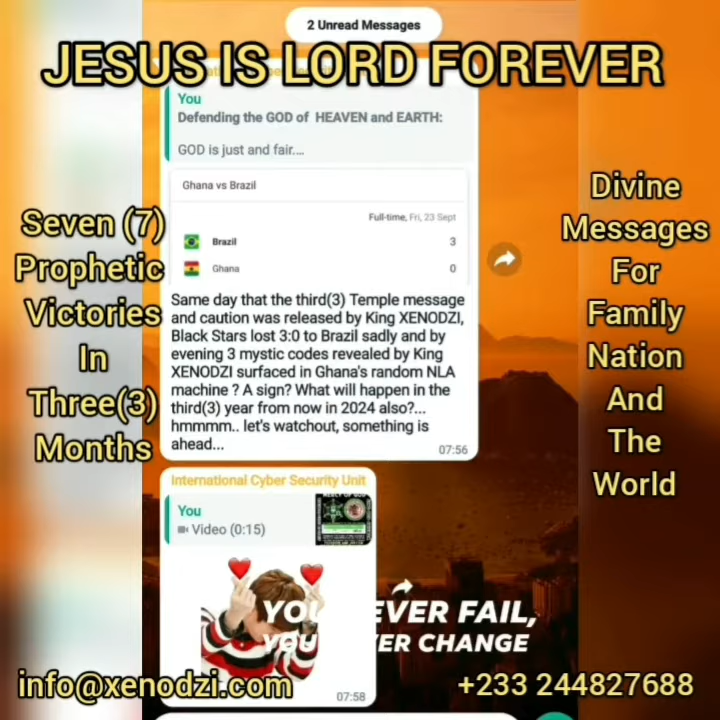 2 Unread Messages
JESUS IS LORD FOREVER
You
Defending the GOD of HEAVEN and EARTH:
GOD is just and fair....
Ghana vs Brazil
Full-time, Fri, 23 Sept
Brazil 3
Ghana 0
Same day that the third(3) Temple message
and caution was released by King XENODZI,
Black Stars lost 3:0 to Brazil sadly and by
evening 3 mystic codes revealed by King
XENODZI surfaced in Ghana's random NLA
machine ? A sign? What will happen in the
third(3) year from now in 2024 also?...
hmmmm.. let's watchout, something is
ahead...
07:56
Seven (7)
Prophetic
Victories
In
Three(3)
Months
Divine
Messages
For
Family
Nation
And
The
World
International Cyber Security Unit
You
Video (0:15)
FAIL,
CHANGE
07:58
info@xenodzi.com
+233 244827688